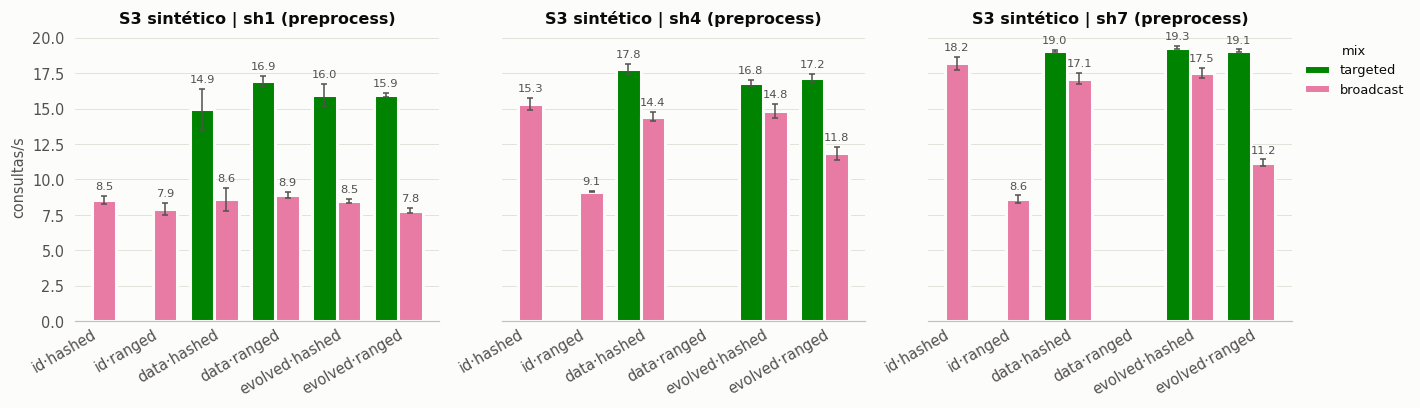 S3 sintético | sh1 (preprocess)
S3 sintético | sh4 (preprocess)
S3 sintético | sh7 (preprocess)
consultas/s
20.0
17.5
15.0
12.5
10.0
7.5
5.0
2.5
0.0
8.5
7.9
14.9
8.6
16.9
8.9
16.0
8.5
15.9
7.8
id·hashed
id·ranged
data·hashed
data·ranged
evolved·hashed
evolved·ranged
15.3
9.1
17.8
14.4
16.8
14.8
17.2
11.8
id·hashed
id·ranged
data·hashed
data·ranged
evolved·hashed
evolved·ranged
18.2
8.6
19.0
17.1
19.3
17.5
19.1
11.2
id·hashed
id·ranged
data·hashed
data·ranged
evolved·hashed
evolved·ranged
mix
targeted
broadcast